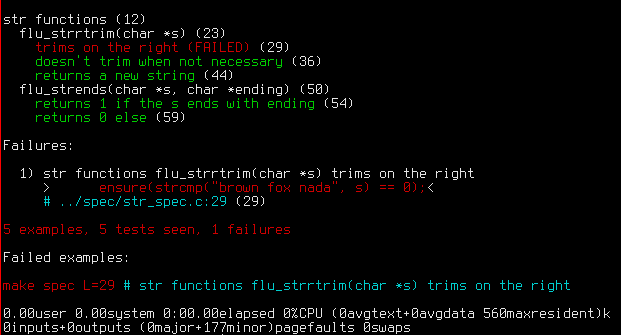 str functions (12)
flu_strrtrim(char *s) (23)
trims on the right (FAILED) (29)
doesn't trim when not necessary (36)
returns a new string (44)
flu_strends(char *s, char *ending) (50)
returns 1 if the s ends with ending (54)
returns 0 else (59)
Failures:
1) str functions flu_strrtrim(char *s) trims on the right
>      ensure(strcmp("brown fox nada", s) == 0);<
# ../spec/str_spec.c:29 (29)
5 examples, 5 tests seen, 1 failures
Failed examples:
make spec L=29 # str functions flu_strrtrim(char *s) trims on the right
0.00user 0.00system 0:00.00elapsed 0%CPU (0avgtext+0avgdata 560maxresident)k
0inputs+0outputs (0major+177minor)pagefaults 0swaps